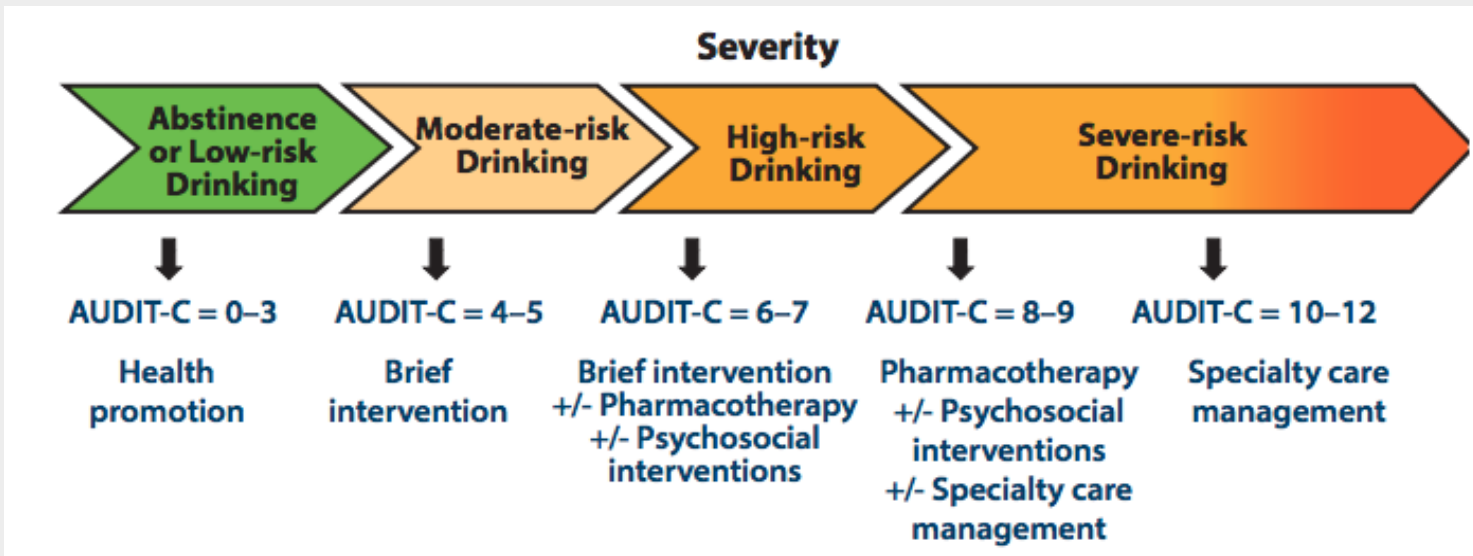 Severity
Abstinence
or Low-risk
Drinking
Moderate-risk
Drinking
High-risk
Drinking
Severe-risk
Drinking
AUDIT-C = 0–3
Health
promotion
AUDIT-C = 4–5
Brief
intervention
AUDIT-C = 6–7
Brief intervention
+/- Pharmacotherapy
+/- Psychosocial
interventions
AUDIT-C = 8–9
Pharmacotherapy
+/- Psychosocial
interventions
+/- Specialty care
management
AUDIT-C = 10–12
Specialty care
management